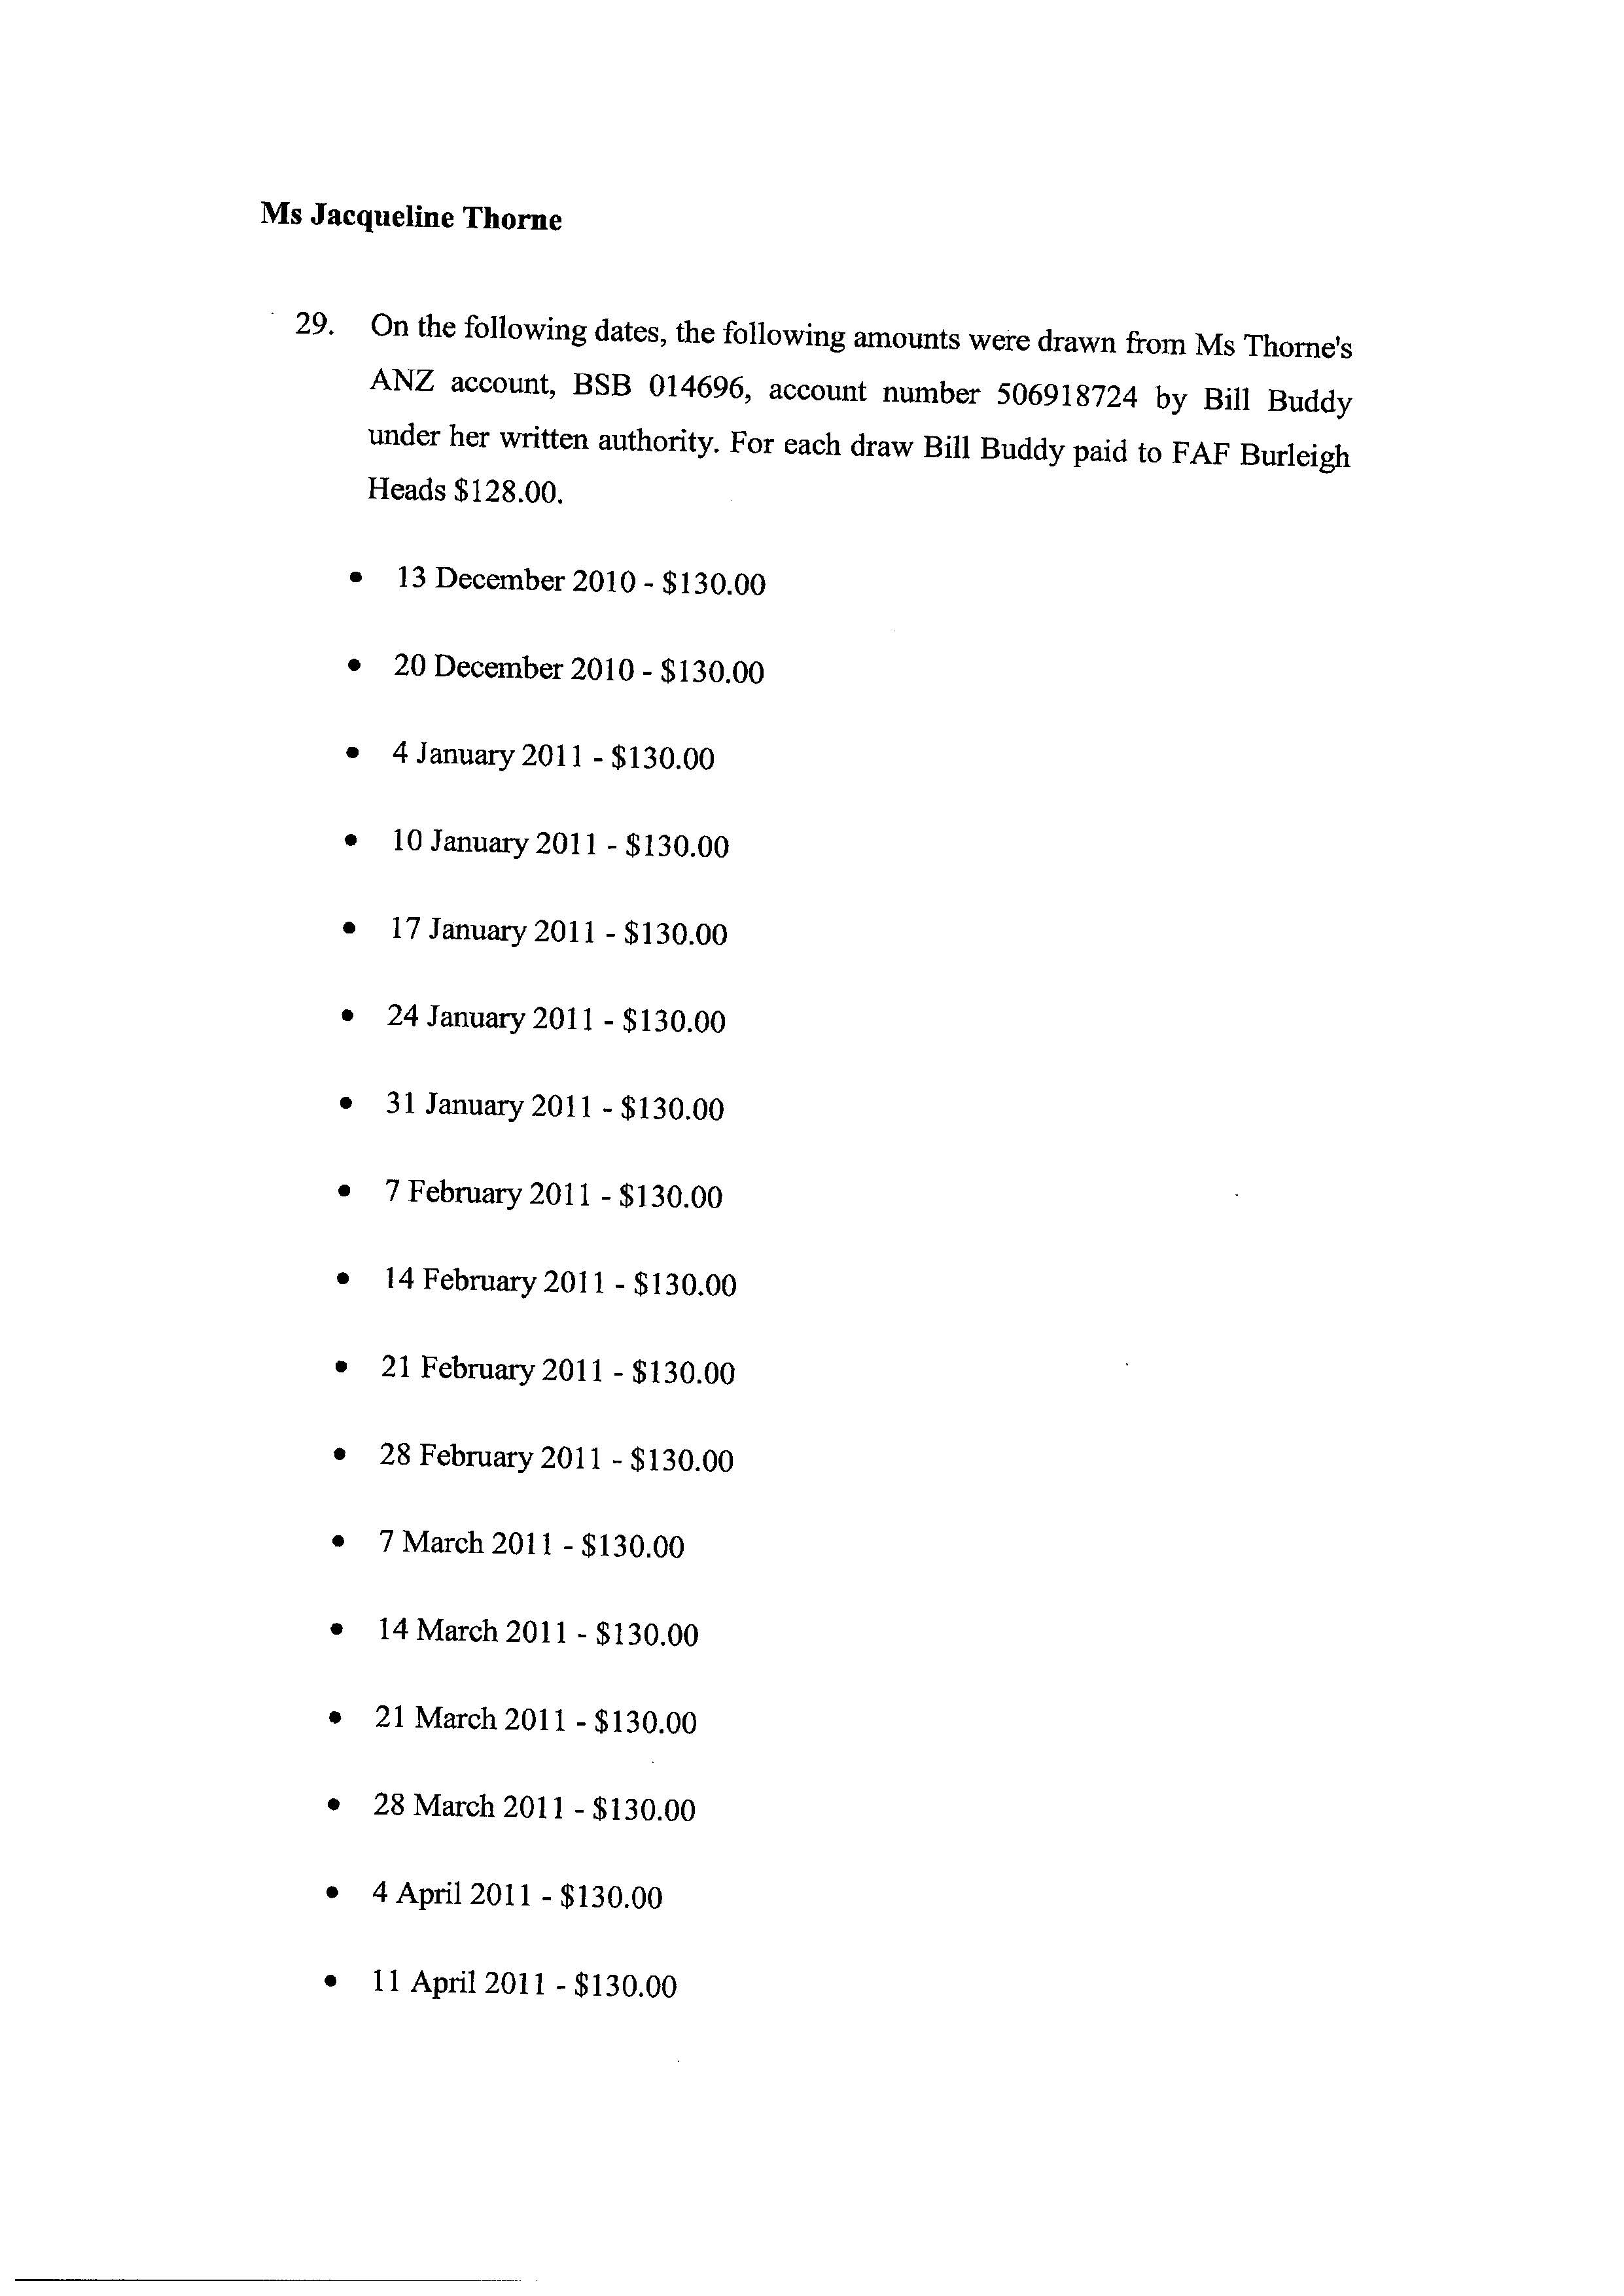 Ms Jacqueline Thorne
29. On the following dates, the following amounts were drawn from Ms Thorne's
ANZ account, BSB 014696, account number 506918724 by Bill Buddy
under her written authority. For each draw Bill Buddy paid to FAF Burleigh
Heads $128.00.
• 13 December 2010 - $130.00
• 20 December 2010 - $130.00
• 4 January 2011 - $130.00
• 10 January 2011 - $130.00
• 17 January 2011 - $130.00
• 24 January 2011 - $130.00
• 31 January 2011 - $130.00
• 7 February 2011 - $130.00
• 14 February 2011 - $130.00
• 21 February 2011 - $130.00
• 28 February 2011 - $130.00
• 7 March 2011 - $130.00
• 14 March 2011 - $130.00
• 21 March 2011 - $130.00
• 28 March 2011 - $130.00
• 4 April 2011 - $130.00
• 11 April 2011 - $130.00